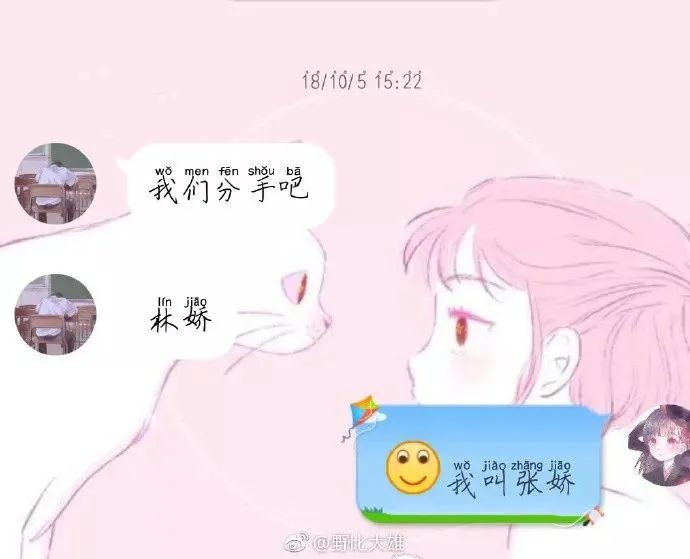 18/10/5 15:22
wǒ men fēn shǒu bā
我们分手吧
lín jiāo
林娇
wǒ jiào zhāng jiāo
我叫张娇
@野比大雄